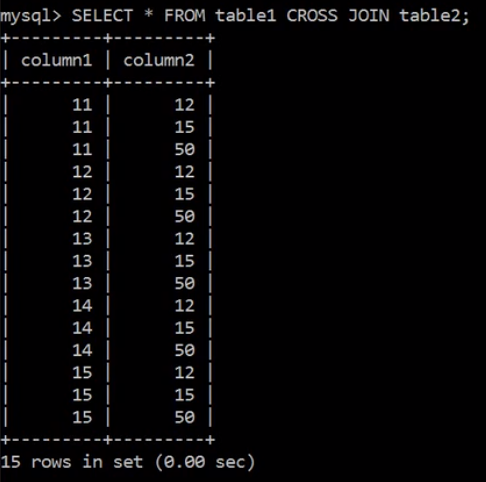 mysql> SELECT * FROM table1 CROSS JOIN table2;
+---------+---------+
| column1 | column2 |
+---------+---------+
|      11 |      12 |
|      11 |      15 |
|      11 |      50 |
|      12 |      12 |
|      12 |      15 |
|      12 |      50 |
|      13 |      12 |
|      13 |      15 |
|      13 |      50 |
|      14 |      12 |
|      14 |      15 |
|      14 |      50 |
|      15 |      12 |
|      15 |      15 |
|      15 |      50 |
+---------+---------+
15 rows in set (0.00 sec)